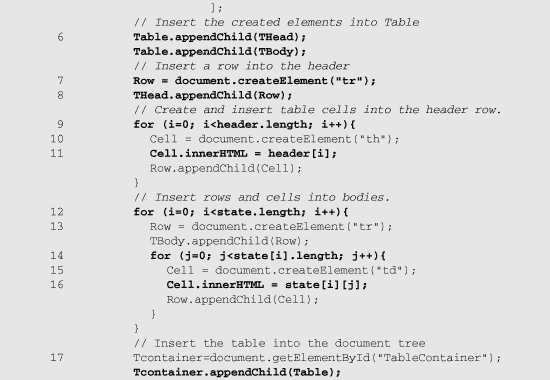 ];
// Insert the created elements into Table
6 Table.appendChild(THead);
Table.appendChild(TBody);
// Insert a row into the header
7 Row = document.createElement("tr");
8 THead.appendChild(Row);
// Create and insert table cells into the header row.
9 for (i=0; i<header.length; i++){
10 Cell = document.createElement("th");
11 Cell.innerHTML = header[i];
Row.appendChild(Cell);
}
// Insert rows and cells into bodies.
12 for (i=0; i<state.length; i++){
13 Row = document.createElement("tr");
TBody.appendChild(Row);
14 for (j=0; j<state[i].length; j++){
15 Cell = document.createElement("td");
16 Cell.innerHTML = state[i][j];
Row.appendChild(Cell);
}
}
// Insert the table into the document tree
17 Tcontainer=document.getElementById("TableContainer");
Tcontainer.appendChild(Table);